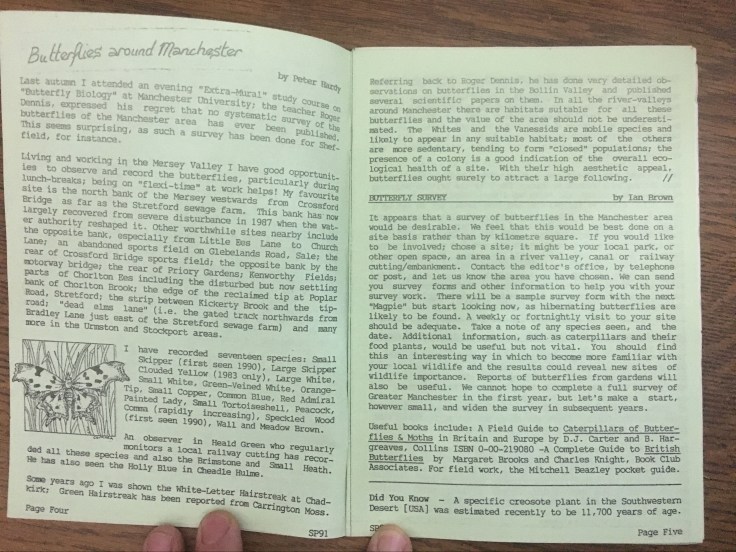 Butterflies around Manchester
by Peter Hardy
Last autumn I attended an evening "Extra-Mural" study course on
"Butterfly Biology" at Manchester University; the teacher Roger
Dennis, expressed his regret that no systematic survey of the
butterflies of the Manchester area has ever been published.
This seems surprising, as such a survey has been done for Shef-
field, for instance.
Living and working in the Mersey Valley I have good opportunit-
ies to observe and record the butterflies, particularly during
lunch-breaks; being on "flexi-time" at work helps! My favourite
site is the north bank of the Mersey westwards from Crossford
Bridge as far as the Stretford sewage farm. This bank has now
largely recovered from severe disturbance in 1987 when the wat-
er authority reshaped it. Other worthwhile sites nearby include
the opposite bank, especially from Little Ees Lane to Church
Lane; an abandoned sports field on Glebelands Road, Sale; the
rear of Crossford Bridge sports field; the opposite bank by the
motorway bridge; the rear of Priory Gardens; Kenworthy Fields;
parts of Chorlton Ees including the disturbed but now settling
bank of Chorlton Brook; the edge of the reclaimed tip at Poplar
Road, Stretford; the strip between Kickerty Brook and the tip-
road; "dead alms lane" (i.e. the gated track northwards from
Bradley Lane just east of the Stretford sewage farm) and many
more in the Urmston and Stockport areas.
I have recorded seventeen species: Small
Skipper (first seen 1990), Large Skipper
Clouded Yellow (1983 only), Large White,
Small White, Green-Veined White, Orange-
Tip, Small Copper, Common Blue, Red Admiral
Painted Lady, Small Tortoiseshell, Peacock,
Comma (rapidly increasing), Speckled Wood
(first seen 1990), Wall and Meadow Brown.
An observer in Heald Green who regularly
monitors a local railway cutting has recor-
ded all these species and also the Brimstone and Small Heath.
He has also seen the Holly Blue in Cheadle Hulme.
Some years ago I was shown the White-Letter Hairstreak at Chad-
kirk; Green Hairstreak has been reported from Carrington Moss.
Page Four
SP91
Referring back to Roger Dennis, he has done very detailed ob-
servations on butterflies in the Bollin Valley and published
several scientific papers on them. In all the river-valleys
around Manchester there are habitats suitable for all these
butterflies and the value of the area should not be underesti-
mated. The Whites and the Vanessids are mobile species and
likely to appear in any suitable habitat; most of the others
are more sedentary, tending to form "closed" populations; the
presence of a colony is a good indication of the overall eco-
logical health of a site. With their high aesthetic appeal,
butterflies ought surely to attract a large following. //
BUTTERFLY SURVEY by Ian Brown
It appears that a survey of butterflies in the Manchester area
would be desirable. We feel that this would be best done on a
site basis rather than by kilometre square. If you would like
to be involved; chose a site; it might be your local park, or
other open space, an area in a river valley, canal or railway
cutting/embankment. Contact the editor's office, by telephone
or post, and let us know the area you have chosen. We can send
you survey forms and other information to help you with your
survey work. There will be a sample survey form with the next
"Magpie" but start looking now, as hibernating butterflies are
likely to be found. A weekly or fortnightly visit to your site
should be adequate. Take a note of any species seen, and the
date. Additional information, such as caterpillars and their
food plants, would be useful but not vital. You should find
this an interesting way in which to become more familiar with
your local wildlife and the results could reveal new sites of
wildlife importance. Reports of butterflies from gardens will
also be useful. We cannot hope to complete a full survey of
Greater Manchester in the first year, but let's make a start,
however small, and widen the survey in subsequent years.
Useful books include: A Field Guide to Caterpillars of Butter-
flies & Moths in Britain and Europe by D.J. Carter and B. Har-
greaves, Collins ISBN 0-00-219080 -A Complete Guide to British
Butterflies by Margaret Brooks and Charles Knight, Book Club
Associates. For field work, the Mitchell Beazley pocket guide.
Did You Know - A specific creosote plant in the Southwestern
Desert [USA] was estimated recently to be 11,700 years of age.
Page Five